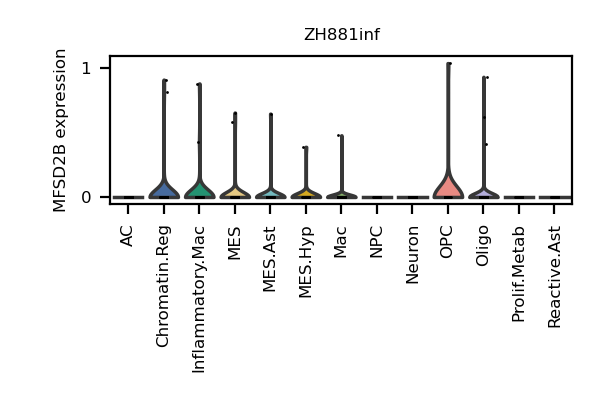 ZH881inf
MFSD2B expression
1
0
AC
Chromatin.Reg
Inflammatory.Mac
MES
MES.Ast
MES.Hyp
Mac
NPC
Neuron
OPC
Oligo
Prolif.Metab
Reactive.Ast